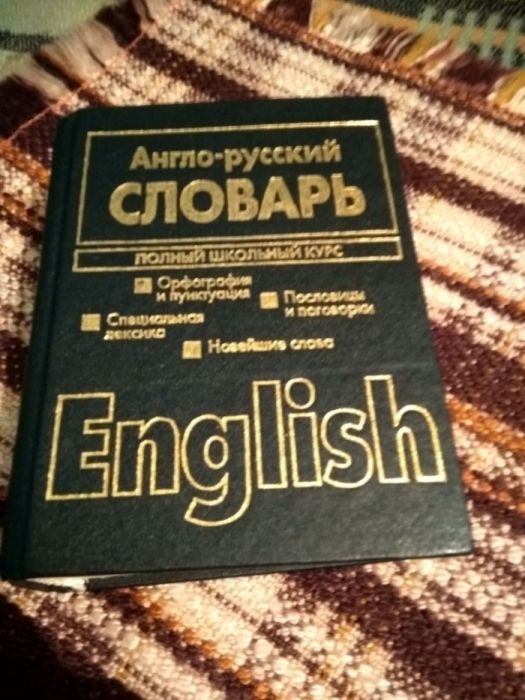 Англо-русский
СЛОВАРЬ
ПОЛНЫЙ ШКОЛЬНЫЙ КУРС
Орфография
и пунктуация
Пословицы
и поговорки
Специальная
лексика
Новейшие слова
English